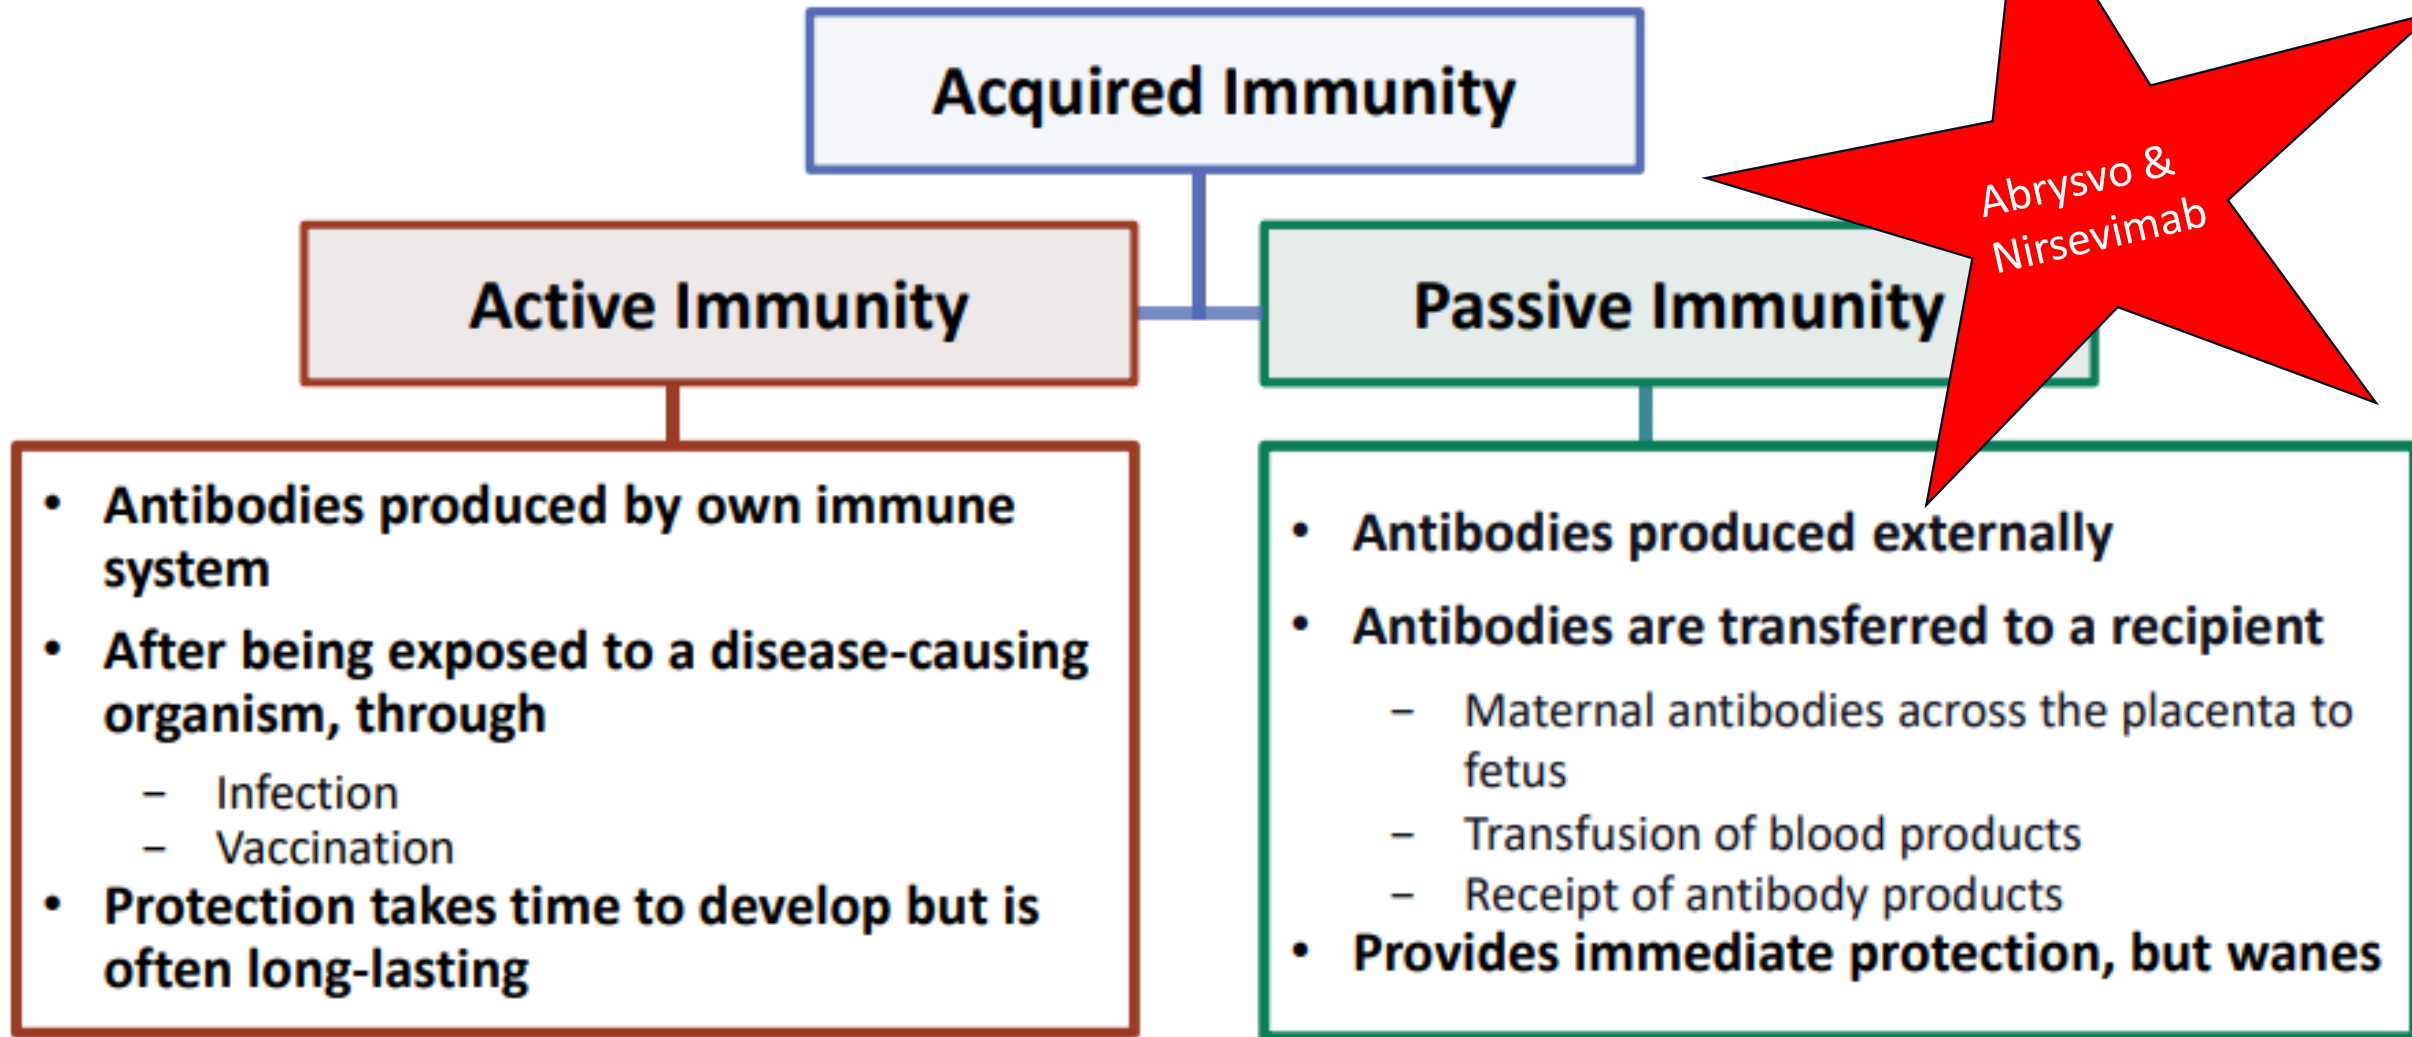 Acquired Immunity
Abrysvo &
Nirsevimab
Active Immunity
Passive Immunity
• Antibodies produced by own immune
system
• After being exposed to a disease-causing
organism, through
– Infection
– Vaccination
• Protection takes time to develop but is
often long-lasting
• Antibodies produced externally
• Antibodies are transferred to a recipient
– Maternal antibodies across the placenta to
fetus
– Transfusion of blood products
– Receipt of antibody products
• Provides immediate protection, but wanes